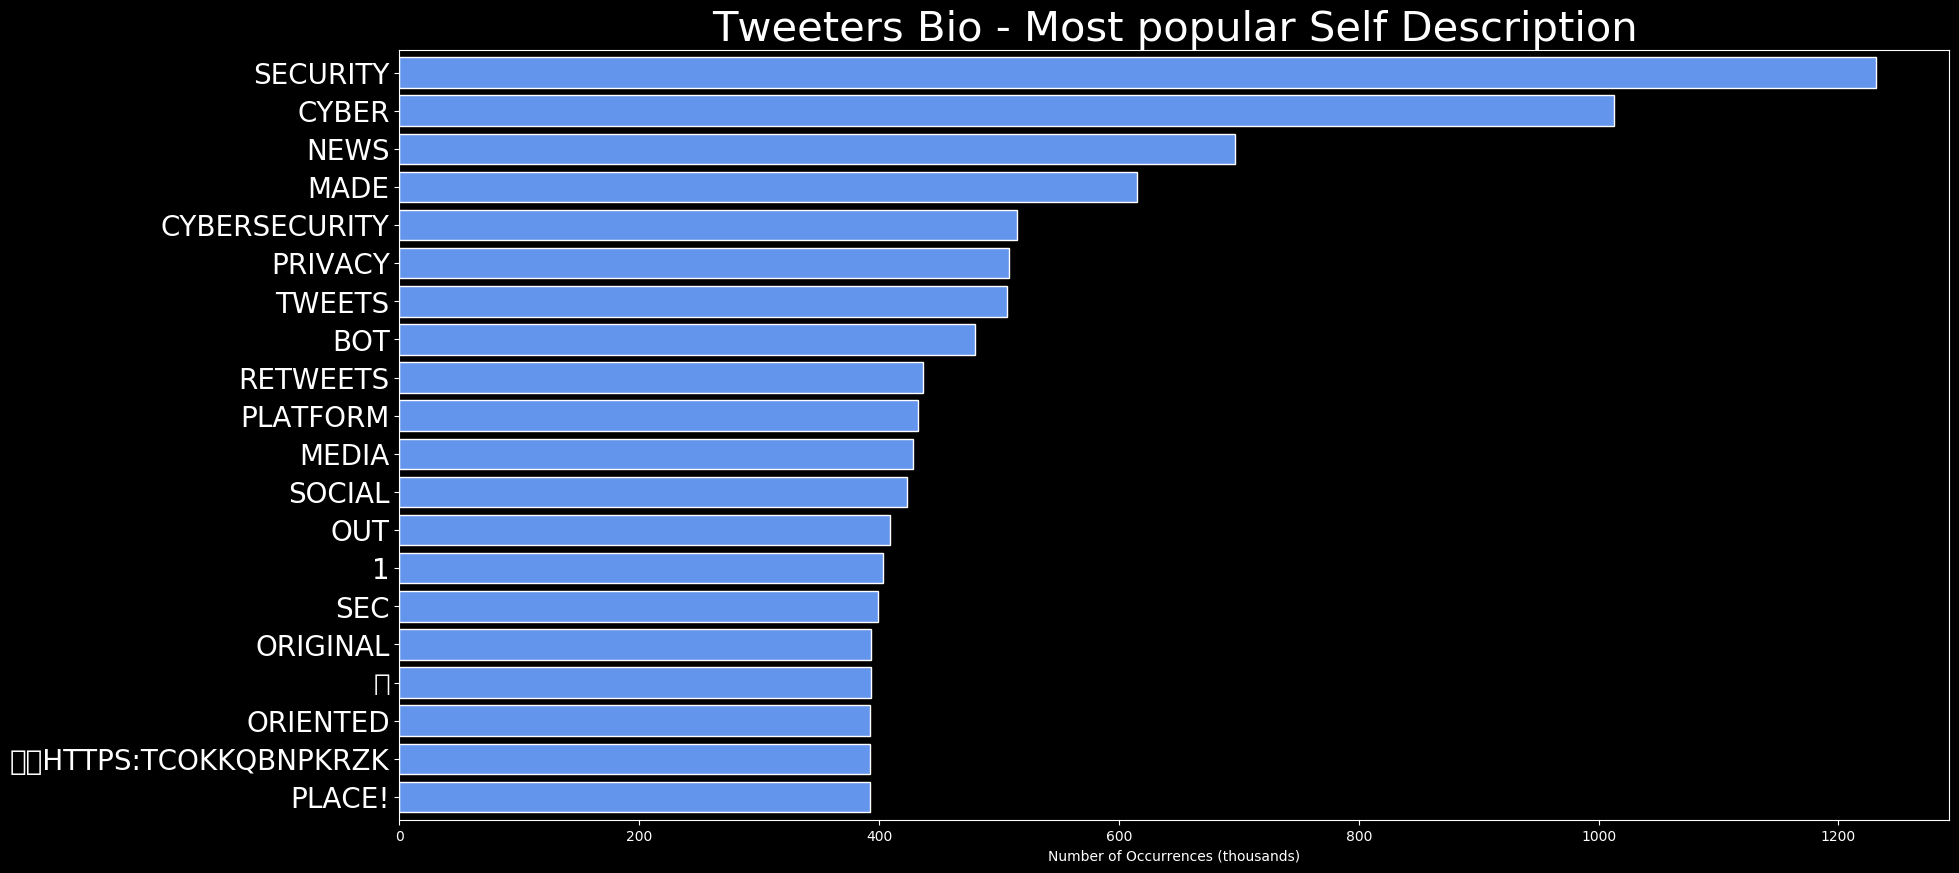 Tweeters Bio - Most popular Self Description
SECURITY
CYBER
NEWS
MADE
CYBERSECURITY
PRIVACY
TWEETS
BOT
RETWEETS
PLATFORM
MEDIA
SOCIAL
OUT
1
SEC
ORIGINAL
ORIENTED
HTTPS:TCOKKQBNPKRZK
PLACE!
0 200 400 600 800 1000 1200
Number of Occurrences (thousands)